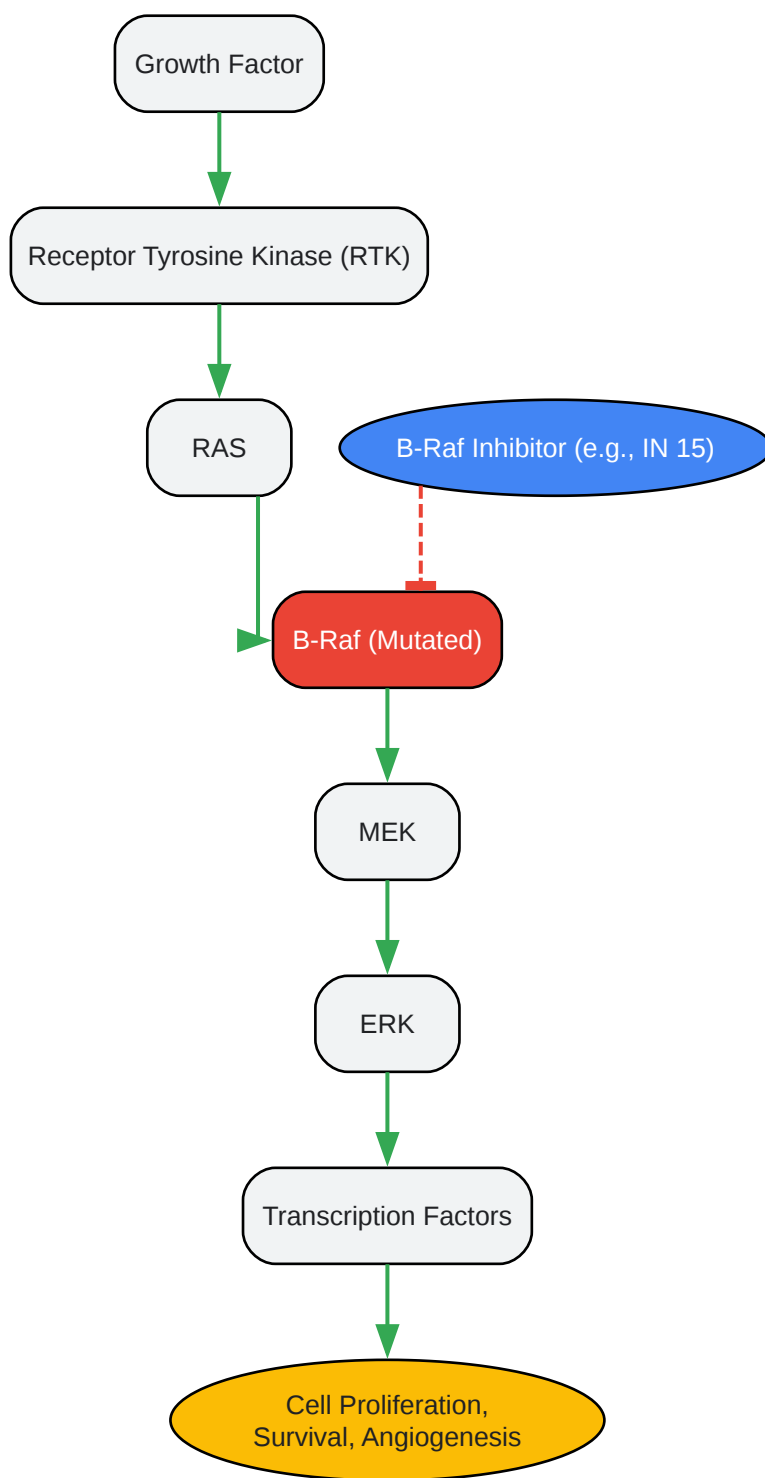 Growth Factor
Receptor Tyrosine Kinase (RTK)
RAS
B-Raf Inhibitor (e.g., IN 15)
B-Raf (Mutated)
MEK
ERK
Transcription Factors
Cell Proliferation,
Survival, Angiogenesis